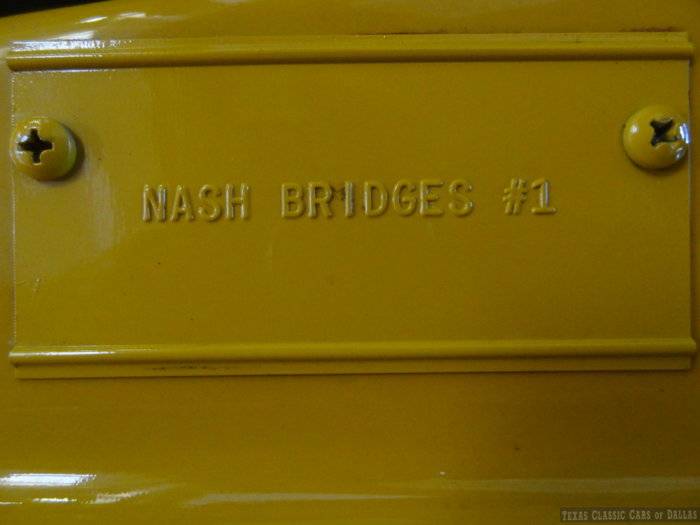 NASH BRIDGES #1
TEXAS CLASSIC CARS OF DALLAS